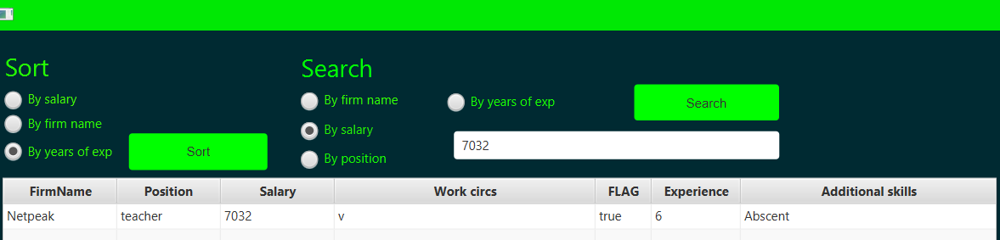 Sort
By salary
By firm name
By years of exp
Sort
Search
By firm name
By years of exp
Search
By salary
7032
By position
FirmName Position Salary Work circs FLAG Experience Additional skills
Netpeak teacher 7032 v true 6 Abscent